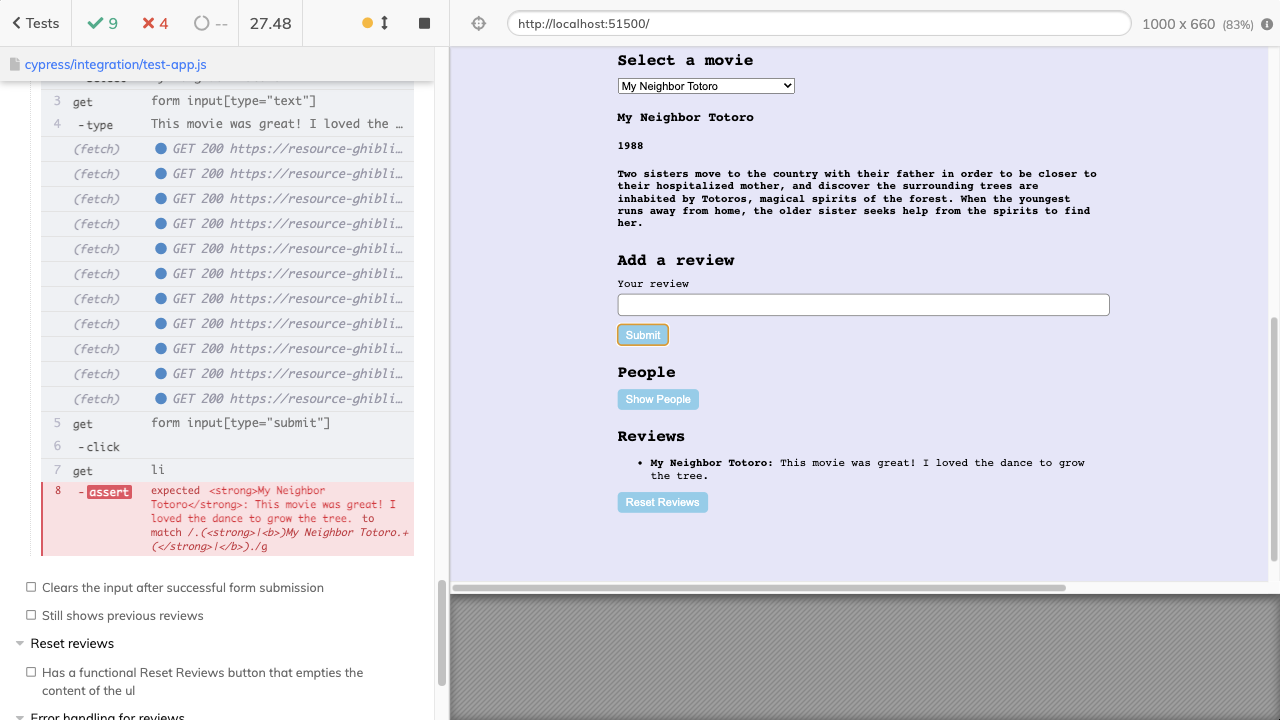 Tests
9
4
--
27.48
http://localhost:51500/
1000 x 660 (83%)
cypress/integration/test-app.js
3 get form input[type="text"]
4 -type This movie was great! I loved the …
(fetch) GET 200 https://resource-ghibli…
(fetch) GET 200 https://resource-ghibli…
(fetch) GET 200 https://resource-ghibli…
(fetch) GET 200 https://resource-ghibli…
(fetch) GET 200 https://resource-ghibli…
(fetch) GET 200 https://resource-ghibli…
(fetch) GET 200 https://resource-ghibli…
(fetch) GET 200 https://resource-ghibli…
(fetch) GET 200 https://resource-ghibli…
(fetch) GET 200 https://resource-ghibli…
(fetch) GET 200 https://resource-ghibli…
5 get form input[type="submit"]
6 -click
7 get li
8 -assert expected <strong>My Neighbor
Totoro</strong>: This movie was great! I
loved the dance to grow the tree. to
match /.(<strong>|<b>)My Neighbor Totoro.+
(</strong>|</b>)./g
Clears the input after successful form submission
Still shows previous reviews
Reset reviews
Has a functional Reset Reviews button that empties the
content of the ul
Error handling for reviews
Select a movie
My Neighbor Totoro
My Neighbor Totoro
1988
Two sisters move to the country with their father in order to be closer to
their hospitalized mother, and discover the surrounding trees are
inhabited by Totoros, magical spirits of the forest. When the youngest
runs away from home, the older sister seeks help from the spirits to find
her.
Add a review
Your review
Submit
People
Show People
Reviews
• My Neighbor Totoro: This movie was great! I loved the dance to grow
the tree.
Reset Reviews